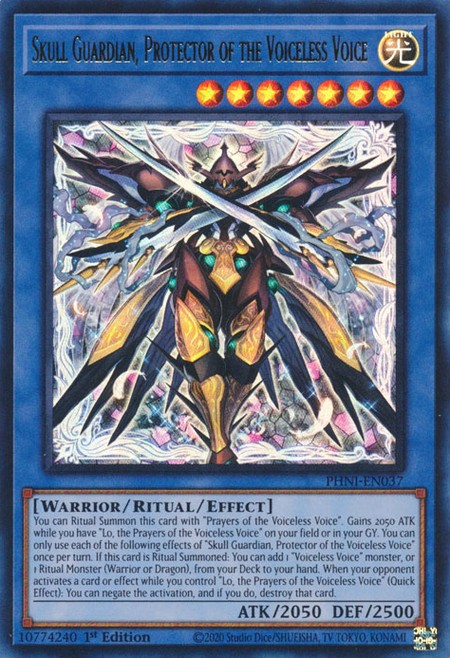 Skull Guardian, Protector of the Voiceless Voice
LIGHT
光
PHNI-EN037
[Warrior/Ritual/Effect]
You can Ritual Summon this card with "Prayers of the Voiceless Voice". Gains 2050 ATK
while you have "Lo, the Prayers of the Voiceless Voice" on your field or in your GY. You can
only use each of the following effects of "Skull Guardian, Protector of the Voiceless Voice"
once per turn. If this card is Ritual Summoned: You can add 1 "Voiceless Voice" monster, or
1 Ritual Monster (Warrior or Dragon), from your Deck to your hand. When your opponent
activates a card or effect while you control "Lo, the Prayers of the Voiceless Voice" (Quick
Effect): You can negate the activation, and if you do, destroy that card.
ATK/2050 DEF/2500
10774240 1st Edition ©2020 Studio Dice/SHUEISHA, TV TOKYO, KONAMI